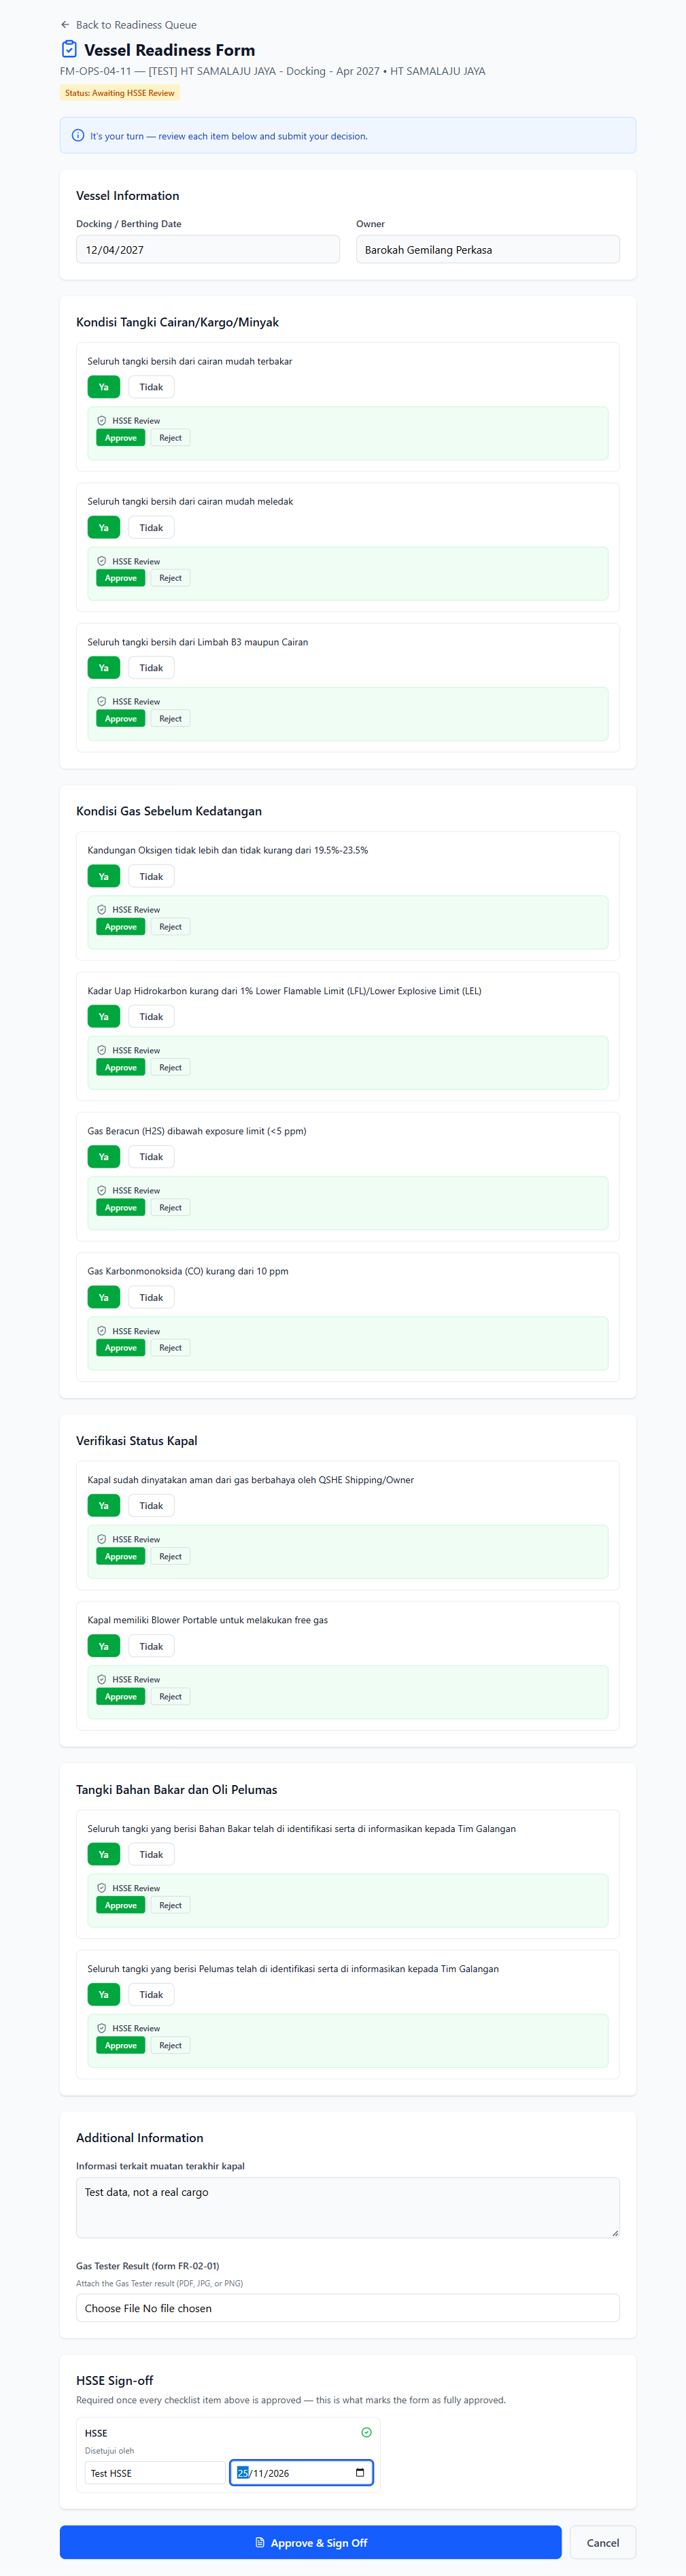 Back to Readiness Queue
Vessel Readiness Form
FM-OPS-04-11 — [TEST] HT SAMALAJU JAYA - Docking - Apr 2027 • HT SAMALAJU JAYA
Status: Awaiting HSSE Review
It's your turn — review each item below and submit your decision.
Vessel Information
Docking / Berthing Date Owner
12/04/2027 Barokah Gemilang Perkasa
Kondisi Tangki Cairan/Kargo/Minyak
Seluruh tangki bersih dari cairan mudah terbakar
Ya Tidak
HSSE Review
Approve Reject
Seluruh tangki bersih dari cairan mudah meledak
Ya Tidak
HSSE Review
Approve Reject
Seluruh tangki bersih dari Limbah B3 maupun Cairan
Ya Tidak
HSSE Review
Approve Reject
Kondisi Gas Sebelum Kedatangan
Kandungan Oksigen tidak lebih dan tidak kurang dari 19.5%-23.5%
Ya Tidak
HSSE Review
Approve Reject
Kadar Uap Hidrokarbon kurang dari 1% Lower Flamable Limit (LFL)/Lower Explosive Limit (LEL)
Ya Tidak
HSSE Review
Approve Reject
Gas Beracun (H2S) dibawah exposure limit (<5 ppm)
Ya Tidak
HSSE Review
Approve Reject
Gas Karbonmonoksida (CO) kurang dari 10 ppm
Ya Tidak
HSSE Review
Approve Reject
Verifikasi Status Kapal
Kapal sudah dinyatakan aman dari gas berbahaya oleh QSHE Shipping/Owner
Ya Tidak
HSSE Review
Approve Reject
Kapal memiliki Blower Portable untuk melakukan free gas
Ya Tidak
HSSE Review
Approve Reject
Tangki Bahan Bakar dan Oli Pelumas
Seluruh tangki yang berisi Bahan Bakar telah di identifikasi serta di informasikan kepada Tim Galangan
Ya Tidak
HSSE Review
Approve Reject
Seluruh tangki yang berisi Pelumas telah di identifikasi serta di informasikan kepada Tim Galangan
Ya Tidak
HSSE Review
Approve Reject
Additional Information
Informasi terkait muatan terakhir kapal
Test data, not a real cargo
Gas Tester Result (form FR-02-01)
Attach the Gas Tester result (PDF, JPG, or PNG)
Choose File No file chosen
HSSE Sign-off
Required once every checklist item above is approved — this is what marks the form as fully approved.
HSSE
Disetujui oleh
Test HSSE 25/11/2026
Approve & Sign Off Cancel